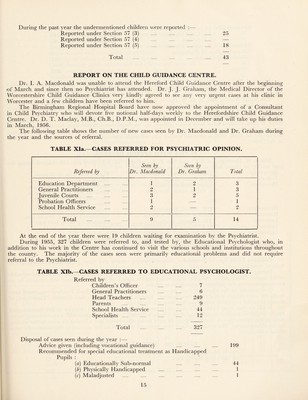 During the past year the undermentioned children were reported :—
Reported under Section 57 (3) 25
Reported under Section 57 (4) —
Reported under Section 57 (5) 18
Total 43
REPORT ON THE CHILD GUIDANCE CENTRE.
Dr. I. A. Macdonald was unable to attend the Hereford Child Guidance Centre after the beginning
of March and since then no Psychiatrist has attended. Dr. J. J. Graham, the Medical Director of the
Worcestershire Child Guidance Clinics very kindly agreed to see any very urgent cases at his clinic in
Worcester and a few children have been referred to him.
The Birmingham Regional Hospital Board have now approved the appointment of a Consultant
in Child Psychiatry who will devote five notional half-days weekly to the Herefordshire Child Guidance
Centre. Dr. D. T. Maclay, M.B., Ch.B., D.P.M., was appointed in December and will take up his duties
in March, 1956.
The following table shows the number of new cases seen by Dr. Macdonald and Dr. Graham during
the year and the sources of referral.
TABLE XIa.—CASES REFERRED FOR PSYCHIATRIC OPINION.
Referred by Seen by Dr. Macdonald Seen by Dr. Graham Total
Education Department 1 2 3
General Practitioners 2 1 3
Juvenile Courts 3 2 5
Probation Officers 1 — 1
School Health Service 2 — 2
Total 9 5 14
At the end of the year there were 19 children waiting for examination by the Psychiatrist.
During 1955, 327 children were referred to, and tested by, the Educational Psychologist who, in
addition to his work in the Centre has continued to visit the various schools and institutions throughout
the county. The majority of the cases seen were primarily educational problems and did not require
referral to the Psychiatrist.
TABLE XIb.—CASES REFERRED TO EDUCATIONAL PSYCHOLOGIST.
Referred by
Children's Officer 7
General Practitioners 6
Head Teachers 249
Parents 9
School Health Service 44
Specialists 12
Total 327
Disposal of cases seen during the year :—
Advice given (including vocational guidance) 199
Recommended for special educational treatment as Handicapped
Pupils :
(a) Educationally Sub-normal 44
(b) Physically Handicapped 1
(c) Maladjusted 1
15